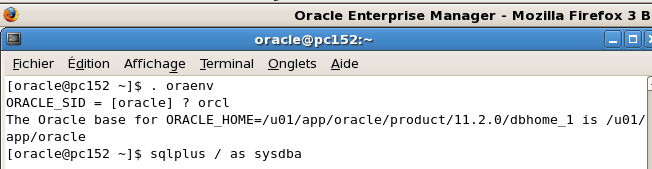 Oracle Enterprise Manager - Mozilla Firefox 3 B
oracle@pc152:~
Fichier Édition Affichage Terminal Onglets Aide
[oracle@pc152 ~]$ . oraenv
ORACLE_SID = [oracle] ? orcl
The Oracle base for ORACLE_HOME=/u01/app/oracle/product/11.2.0/dbhome_1 is /u01/
app/oracle
[oracle@pc152 ~]$ sqlplus / as sysdba